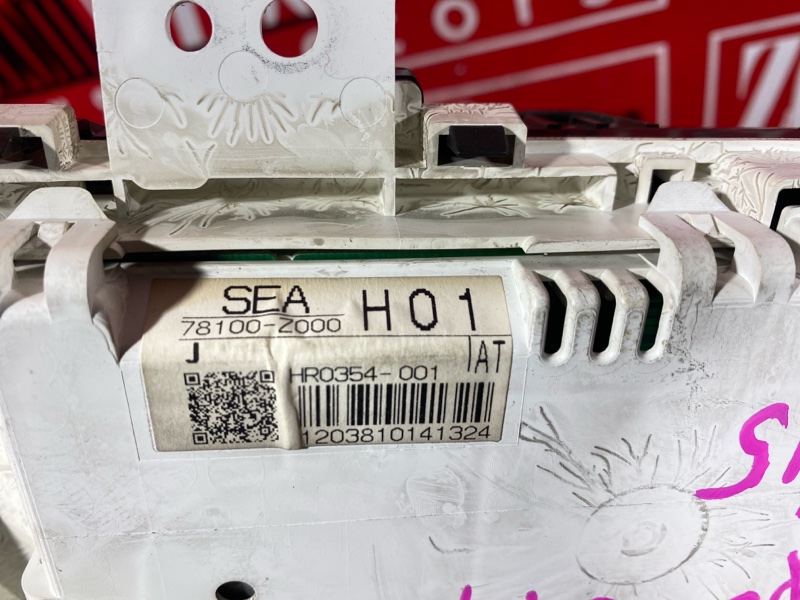 SEA H01
78100-Z000
J AT
HR0354-001
1203810141324